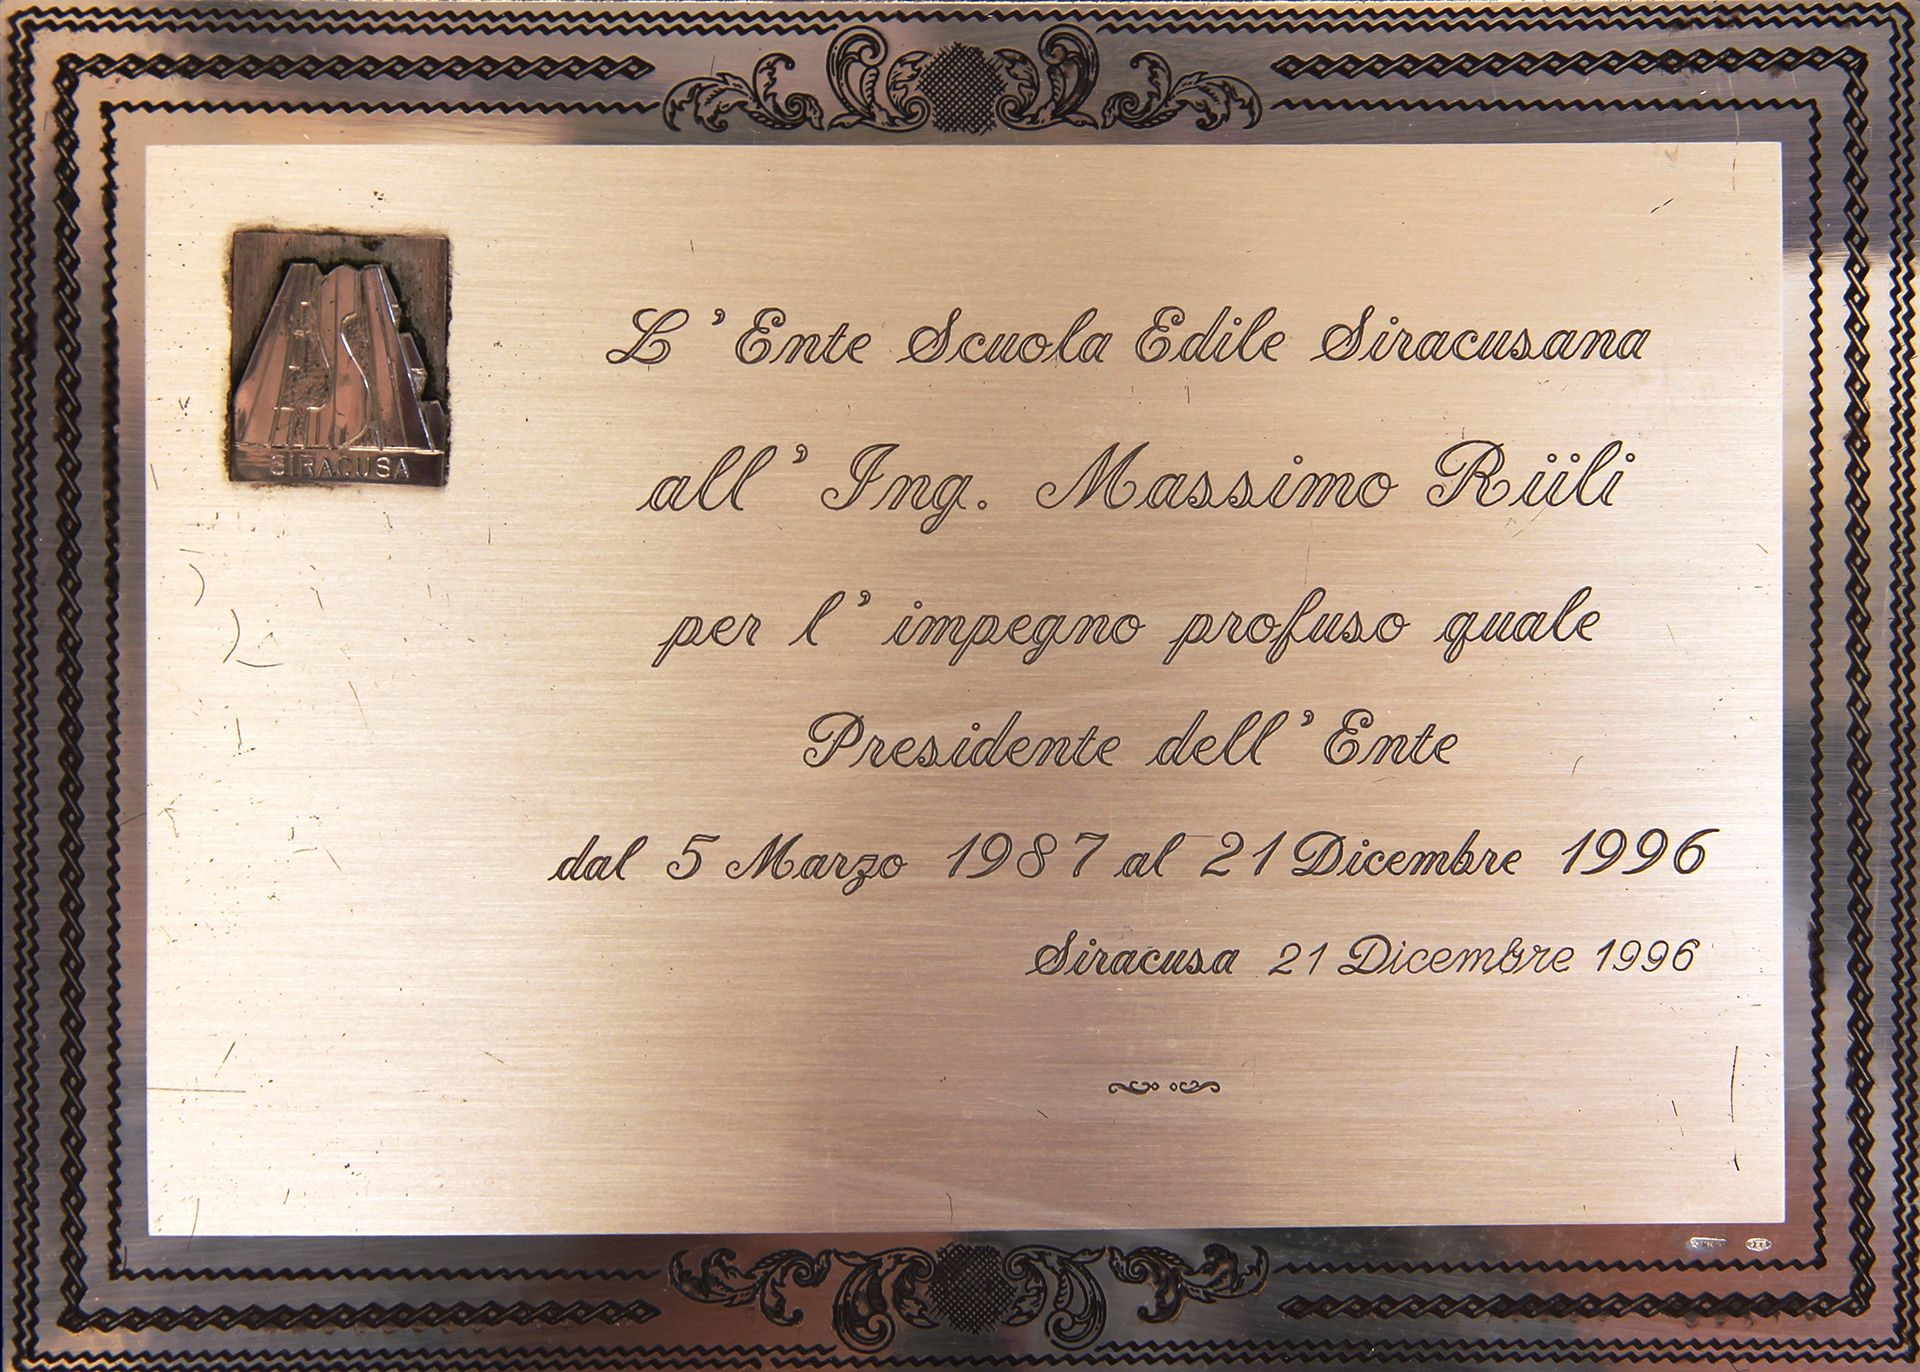 SIRACUSA
L'Ente Scuola Edile Siracusana
all' Ing. Massimo Riili
per l' impegno profuso quale
Presidente dell'Ente
dal 5 Marzo 1987 al 21 Dicembre 1996
Siracusa 21 Dicembre 1996